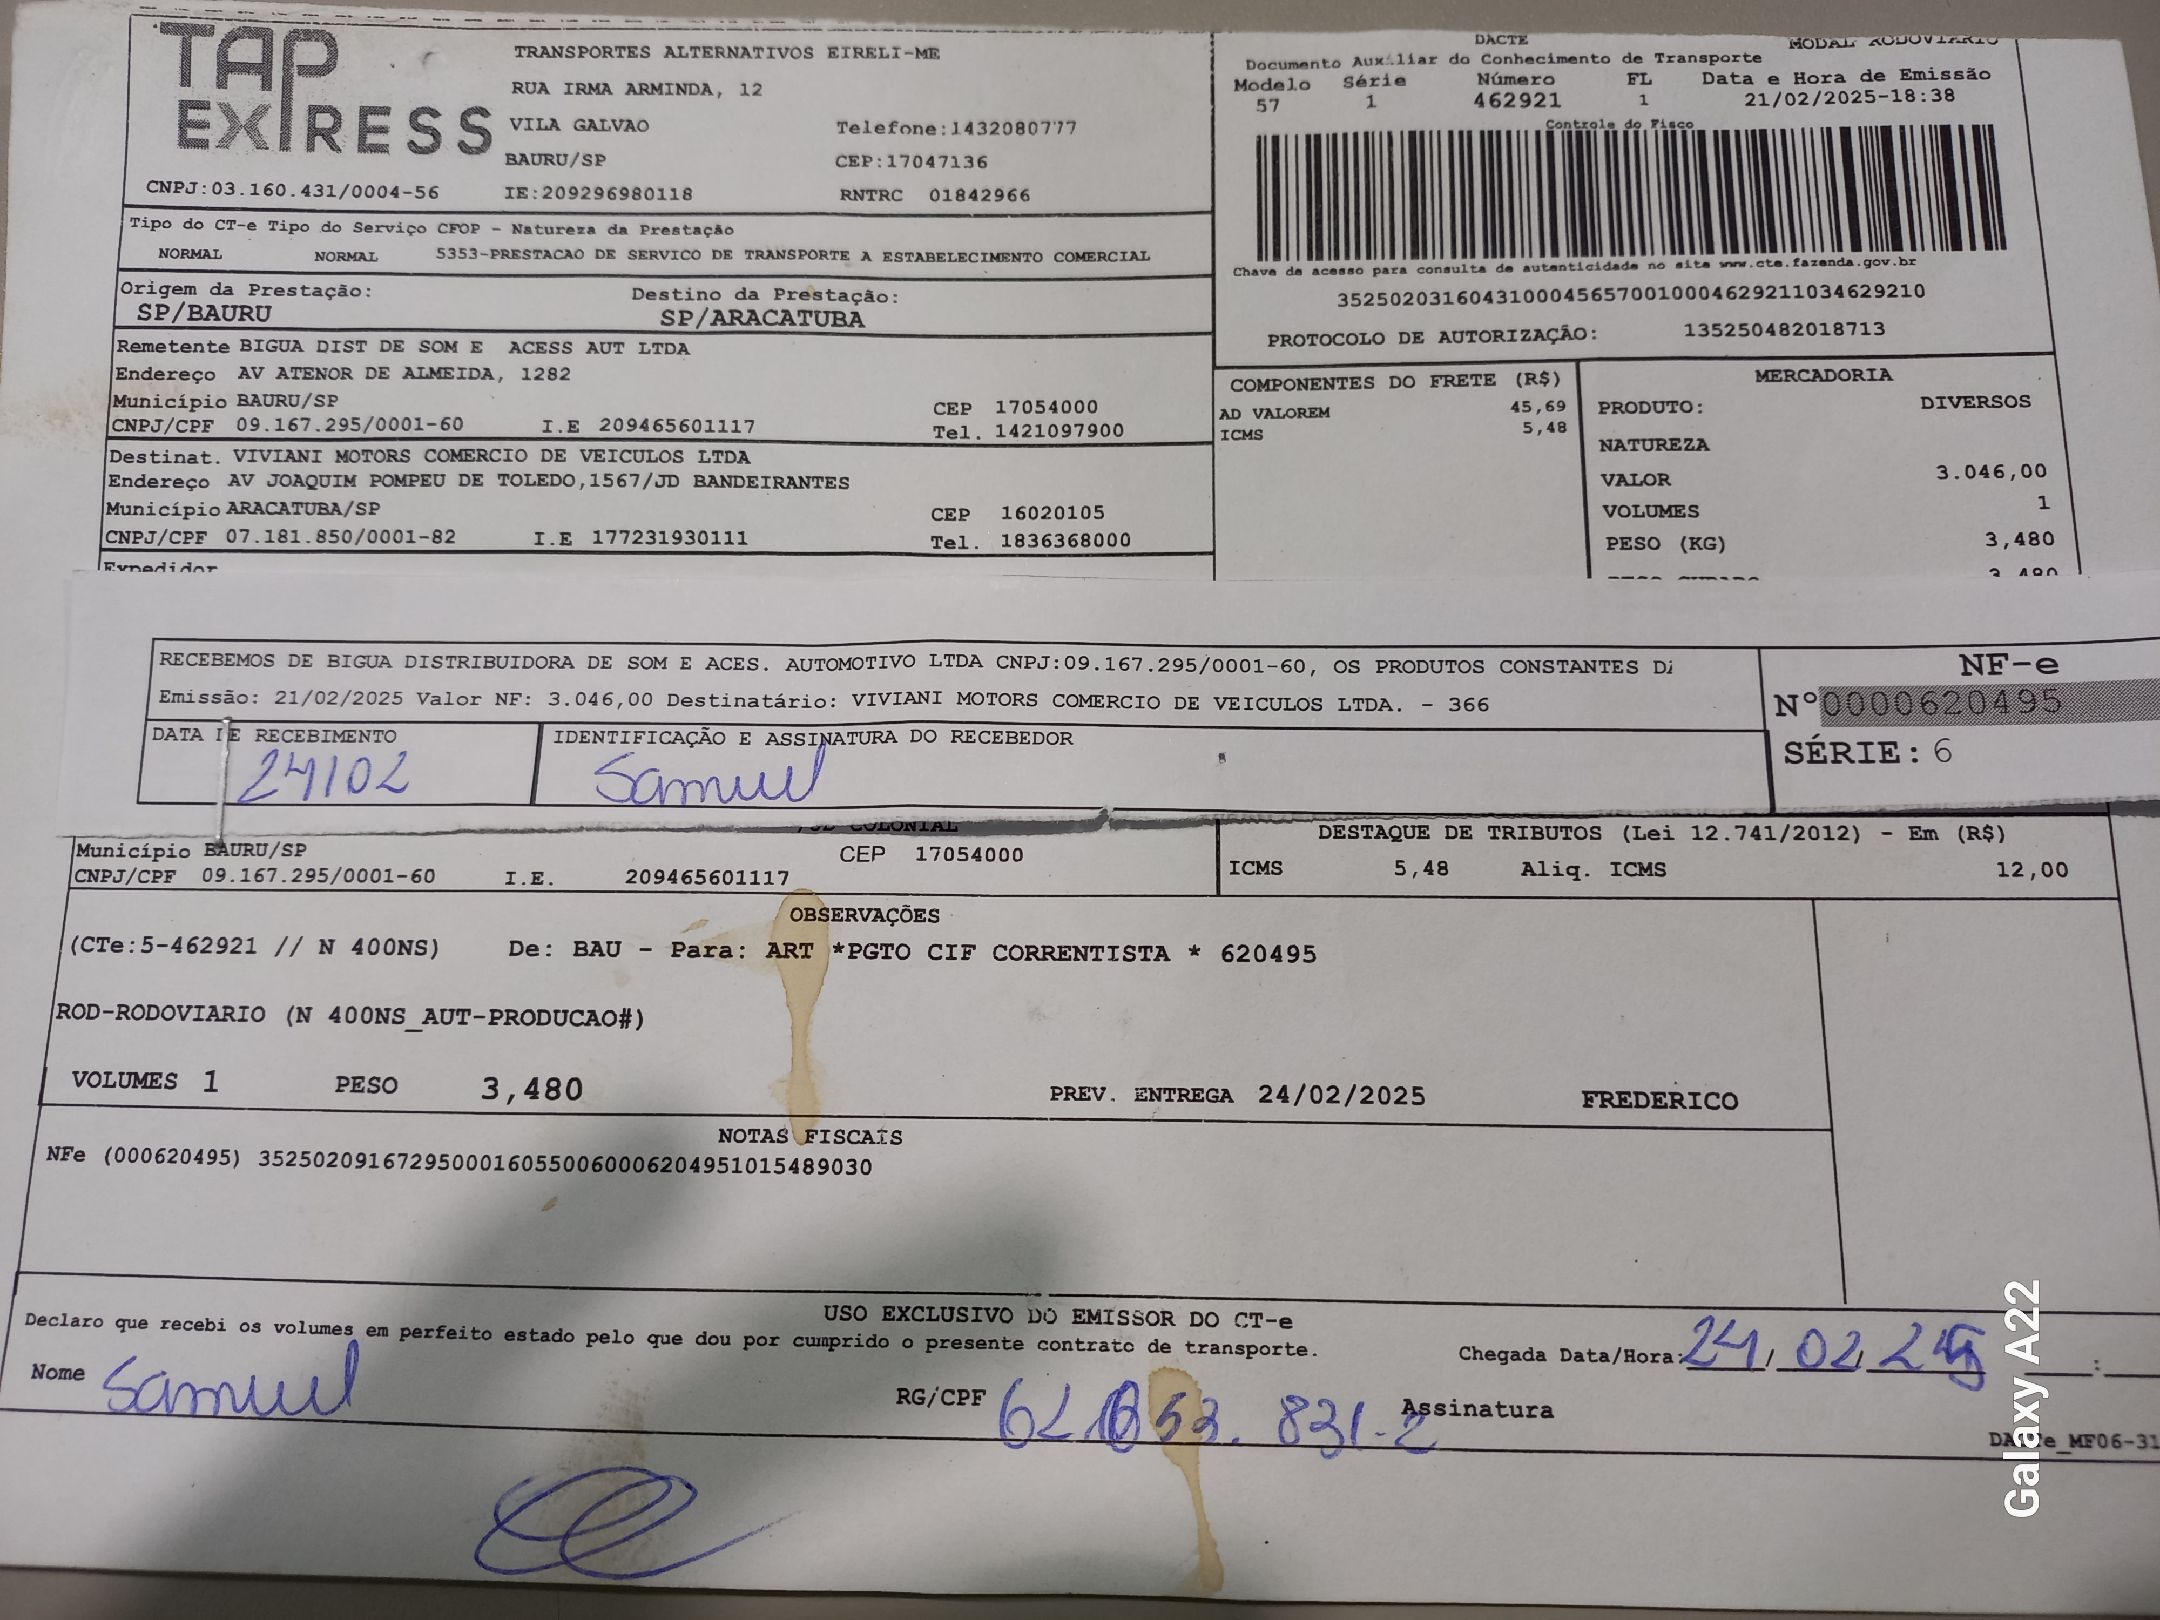 TAP EXPRESS
TRANSPORTES ALTERNATIVOS EIRELI-ME
RUA IRMA ARMINDA, 12
VILA GALVAO Telefone:1432080777
BAURU/SP CEP:17047136
CNPJ:03.160.431/0004-56 IE:209296980118 RNTRC 01842966
DACTE MODAL RODOVIARIO
Documento Auxiliar do Conhecimento de Transporte
Modelo Série Número FL Data e Hora de Emissão
57 1 462921 1 21/02/2025-18:38
Controle do Fisco
Chave de acesso para consulta de autenticidade no site www.cte.fazenda.gov.br
35250203160431000456570010004629211034629210
PROTOCOLO DE AUTORIZAÇÃO: 135250482018713
Tipo do CT-e Tipo do Serviço CFOP - Natureza da Prestação
NORMAL NORMAL 5353-PRESTACAO DE SERVICO DE TRANSPORTE A ESTABELECIMENTO COMERCIAL
Origem da Prestação: Destino da Prestação:
SP/BAURU SP/ARACATUBA
Remetente BIGUA DIST DE SOM E ACESS AUT LTDA
Endereço AV ATENOR DE ALMEIDA, 1282
Município BAURU/SP CEP 17054000
CNPJ/CPF 09.167.295/0001-60 I.E 209465601117 Tel. 1421097900
Destinat. VIVIANI MOTORS COMERCIO DE VEICULOS LTDA
Endereço AV JOAQUIM POMPEU DE TOLEDO,1567/JD BANDEIRANTES
Município ARACATUBA/SP CEP 16020105
CNPJ/CPF 07.181.850/0001-82 I.E 177231930111 Tel. 1836368000
Expedidor
COMPONENTES DO FRETE (R$)
AD VALOREM 45,69
ICMS 5,48
MERCADORIA
PRODUTO: DIVERSOS
NATUREZA
VALOR 3.046,00
VOLUMES 1
PESO (KG) 3,480
3,480
RECEBEMOS DE BIGUA DISTRIBUIDORA DE SOM E ACES. AUTOMOTIVO LTDA CNPJ:09.167.295/0001-60, OS PRODUTOS CONSTANTES DA
Emissão: 21/02/2025 Valor NF: 3.046,00 Destinatário: VIVIANI MOTORS COMERCIO DE VEICULOS LTDA. - 366
DATA DE RECEBIMENTO IDENTIFICAÇÃO E ASSINATURA DO RECEBEDOR
24/02 Samuel
NF-e
Nº0000620495
SÉRIE: 6
/JD COLONIAL
Município BAURU/SP CEP 17054000
CNPJ/CPF 09.167.295/0001-60 I.E. 209465601117
DESTAQUE DE TRIBUTOS (Lei 12.741/2012) - Em (R$)
ICMS 5,48 Aliq. ICMS 12,00
OBSERVAÇÕES
(CTe:5-462921 // N 400NS) De: BAU - Para: ART *PGTO CIF CORRENTISTA * 620495
ROD-RODOVIARIO (N 400NS_AUT-PRODUCAO#)
VOLUMES 1 PESO 3,480 PREV. ENTREGA 24/02/2025 FREDERICO
NOTAS FISCAIS
NFe (000620495) 35250209167295000160550060006204951015489030
USO EXCLUSIVO DO EMISSOR DO CT-e
Declaro que recebi os volumes em perfeito estado pelo que dou por cumprido o presente contrato de transporte.
Chegada Data/Hora: 24/02/25 :
Nome Samuel RG/CPF Assinatura
Galaxy A22